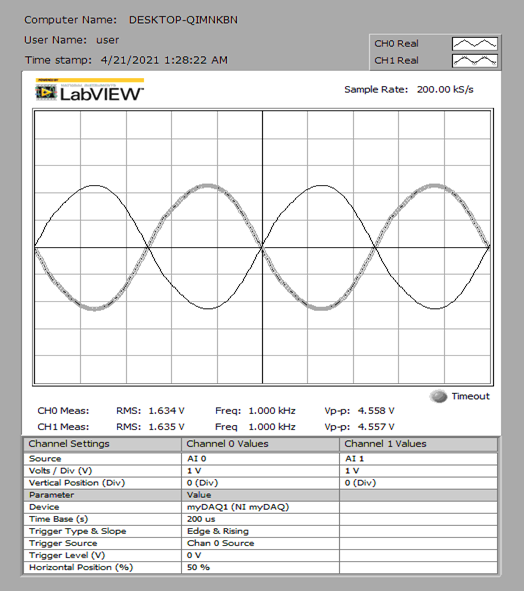 Computer Name: DESKTOP-QIMNKBN
User Name: user
Time stamp: 4/21/2021 1:28:22 AM
CH0 Real
CH1 Real
POWERED BY
NATIONAL INSTRUMENTS
LabVIEW™
Sample Rate: 200.00 kS/s
Timeout
CH0 Meas: RMS: 1.634 V Freq: 1.000 kHz Vp-p: 4.558 V
CH1 Meas: RMS: 1.635 V Freq: 1.000 kHz Vp-p: 4.557 V
Channel Settings Channel 0 Values Channel 1 Values
Source AI 0 AI 1
Volts / Div (V) 1 V 1 V
Vertical Position (Div) 0 (Div) 0 (Div)
Parameter Value
Device myDAQ1 (NI myDAQ)
Time Base (s) 200 us
Trigger Type & Slope Edge & Rising
Trigger Source Chan 0 Source
Trigger Level (V) 0 V
Horizontal Position (%) 50 %